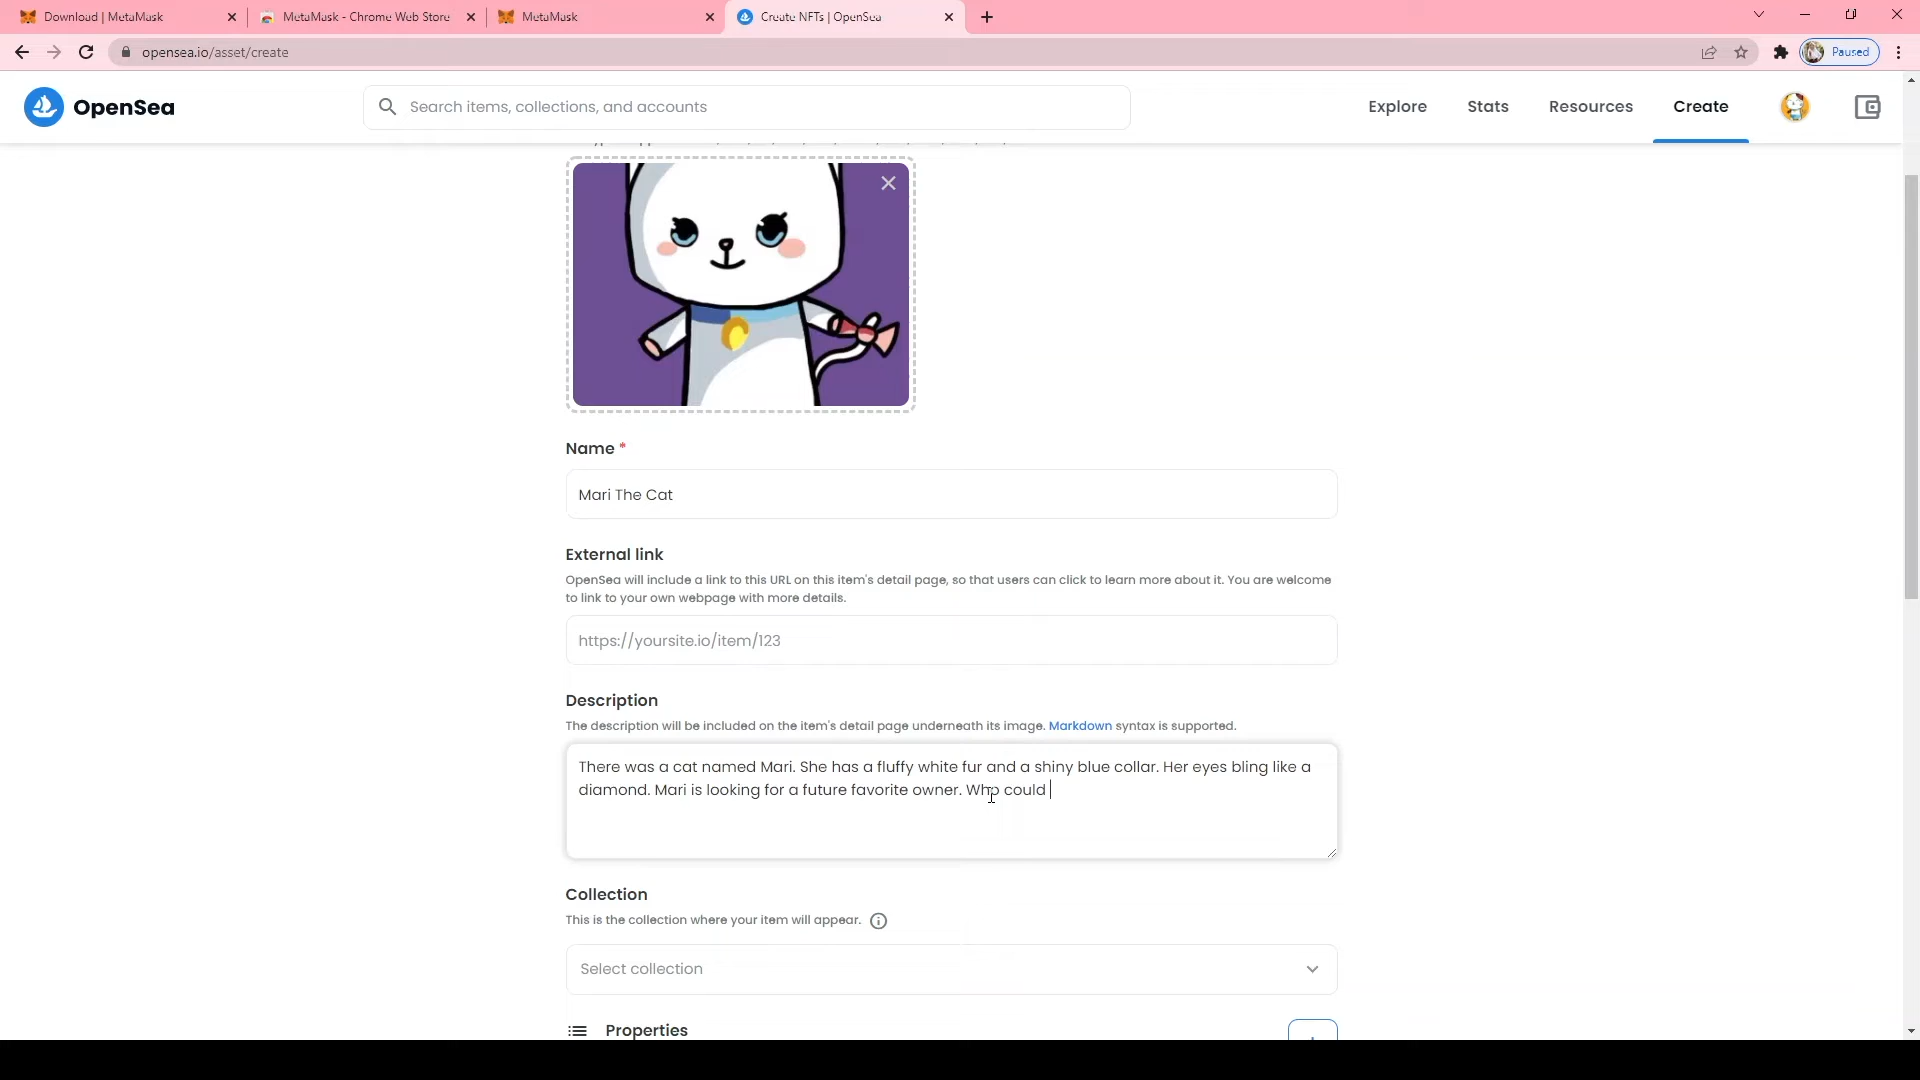 Download | MetaMask
MetaMask - Chrome Web Store
MetaMask
Create NFTs | OpenSea
opensea.io/asset/create
Paused
OpenSea
Search items, collections, and accounts
Explore
Stats
Resources
Create
Name *
Mari The Cat
External link
OpenSea will include a link to this URL on this item's detail page, so that users can click to learn more about it. You are welcome
to link to your own webpage with more details.
https://yoursite.io/item/123
Description
The description will be included on the item's detail page underneath its image. Markdown syntax is supported.
There was a cat named Mari. She has a fluffy white fur and a shiny blue collar. Her eyes bling like a
diamond. Mari is looking for a future favorite owner. Who could
Collection
This is the collection where your item will appear.
Select collection
Properties